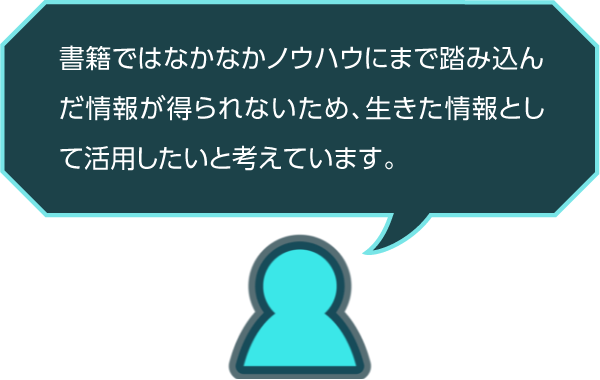 書籍ではなかなかノウハウにまで踏み込ん
だ情報が得られないため、生きた情報とし
て活用したいと考えています。